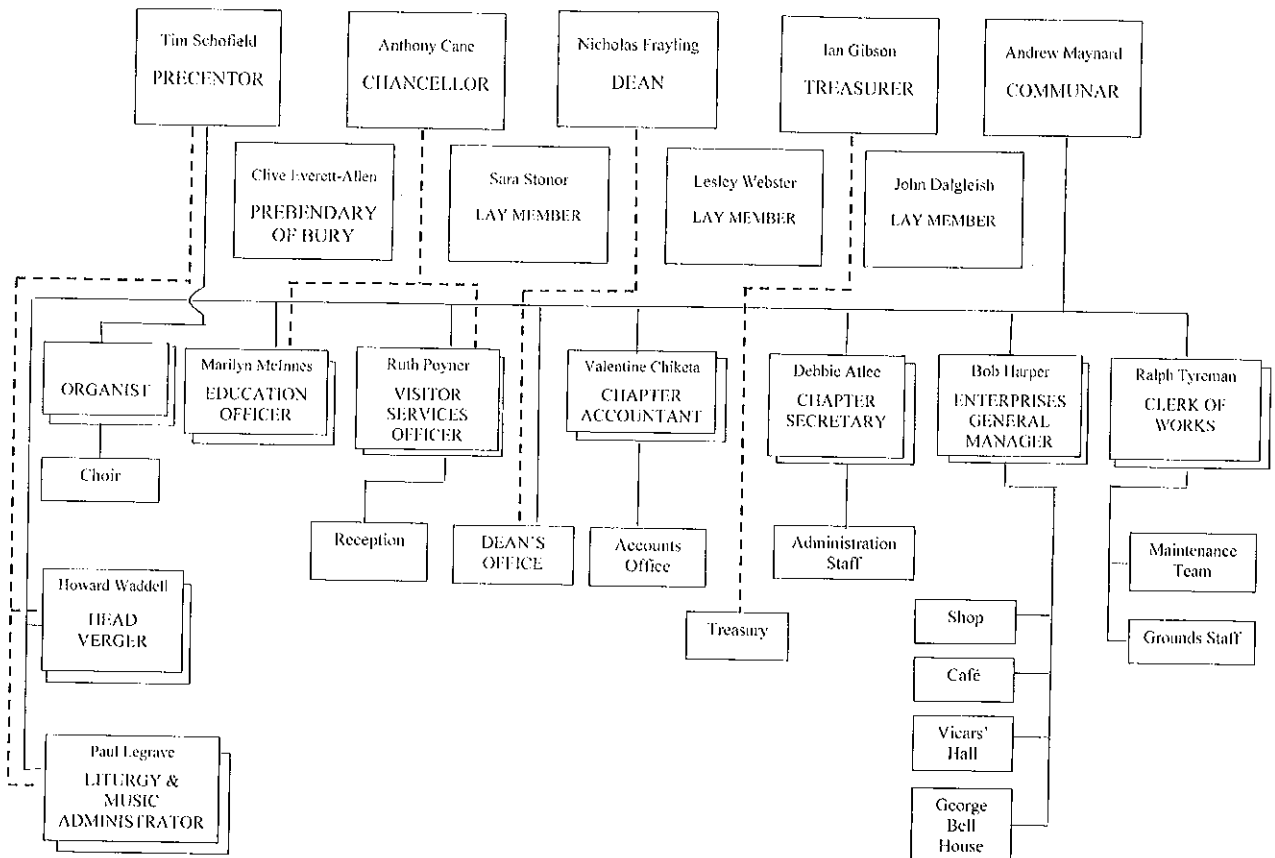 Tim Schofield
PRECENTOR
Anthony Cane
CHANCELLOR
Nicholas Frayling
DEAN
Ian Gibson
TREASURER
Andrew Maynard
COMMUNAR
Clive Everett-Allen
PREBENDARY
OF BURY
Sara Stonor
LAY MEMBER
Lesley Webster
LAY MEMBER
John Dalgleish
LAY MEMBER
ORGANIST
Marilyn McInnes
EDUCATION
OFFICER
Ruth Poyner
VISITOR
SERVICES
OFFICER
Valentine Chiketa
CHAPTER
ACCOUNTANT
Debbie Atlee
CHAPTER
SECRETARY
Bob Harper
ENTERPRISES
GENERAL
MANAGER
Ralph Tyreman
CLERK OF
WORKS
Choir
Reception
DEAN'S
OFFICE
Accounts
Office
Administration
Staff
Maintenance
Team
Howard Waddell
HEAD
VERGER
Treasury
Shop
Grounds Staff
Café
Vicars'
Hall
Paul Legrave
LITURGY &
MUSIC
ADMINISTRATOR
George
Bell
House